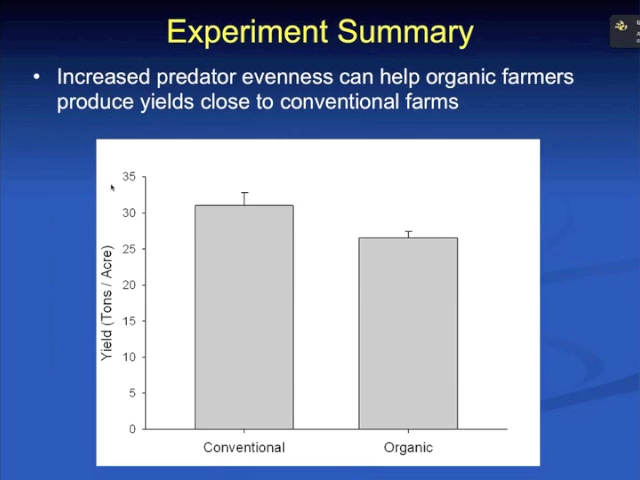 Experiment Summary
• Increased predator evenness can help organic farmers
produce yields close to conventional farms
35
30
25
20
15
10
5
0
Yield (Tons / Acre)
Conventional
Organic